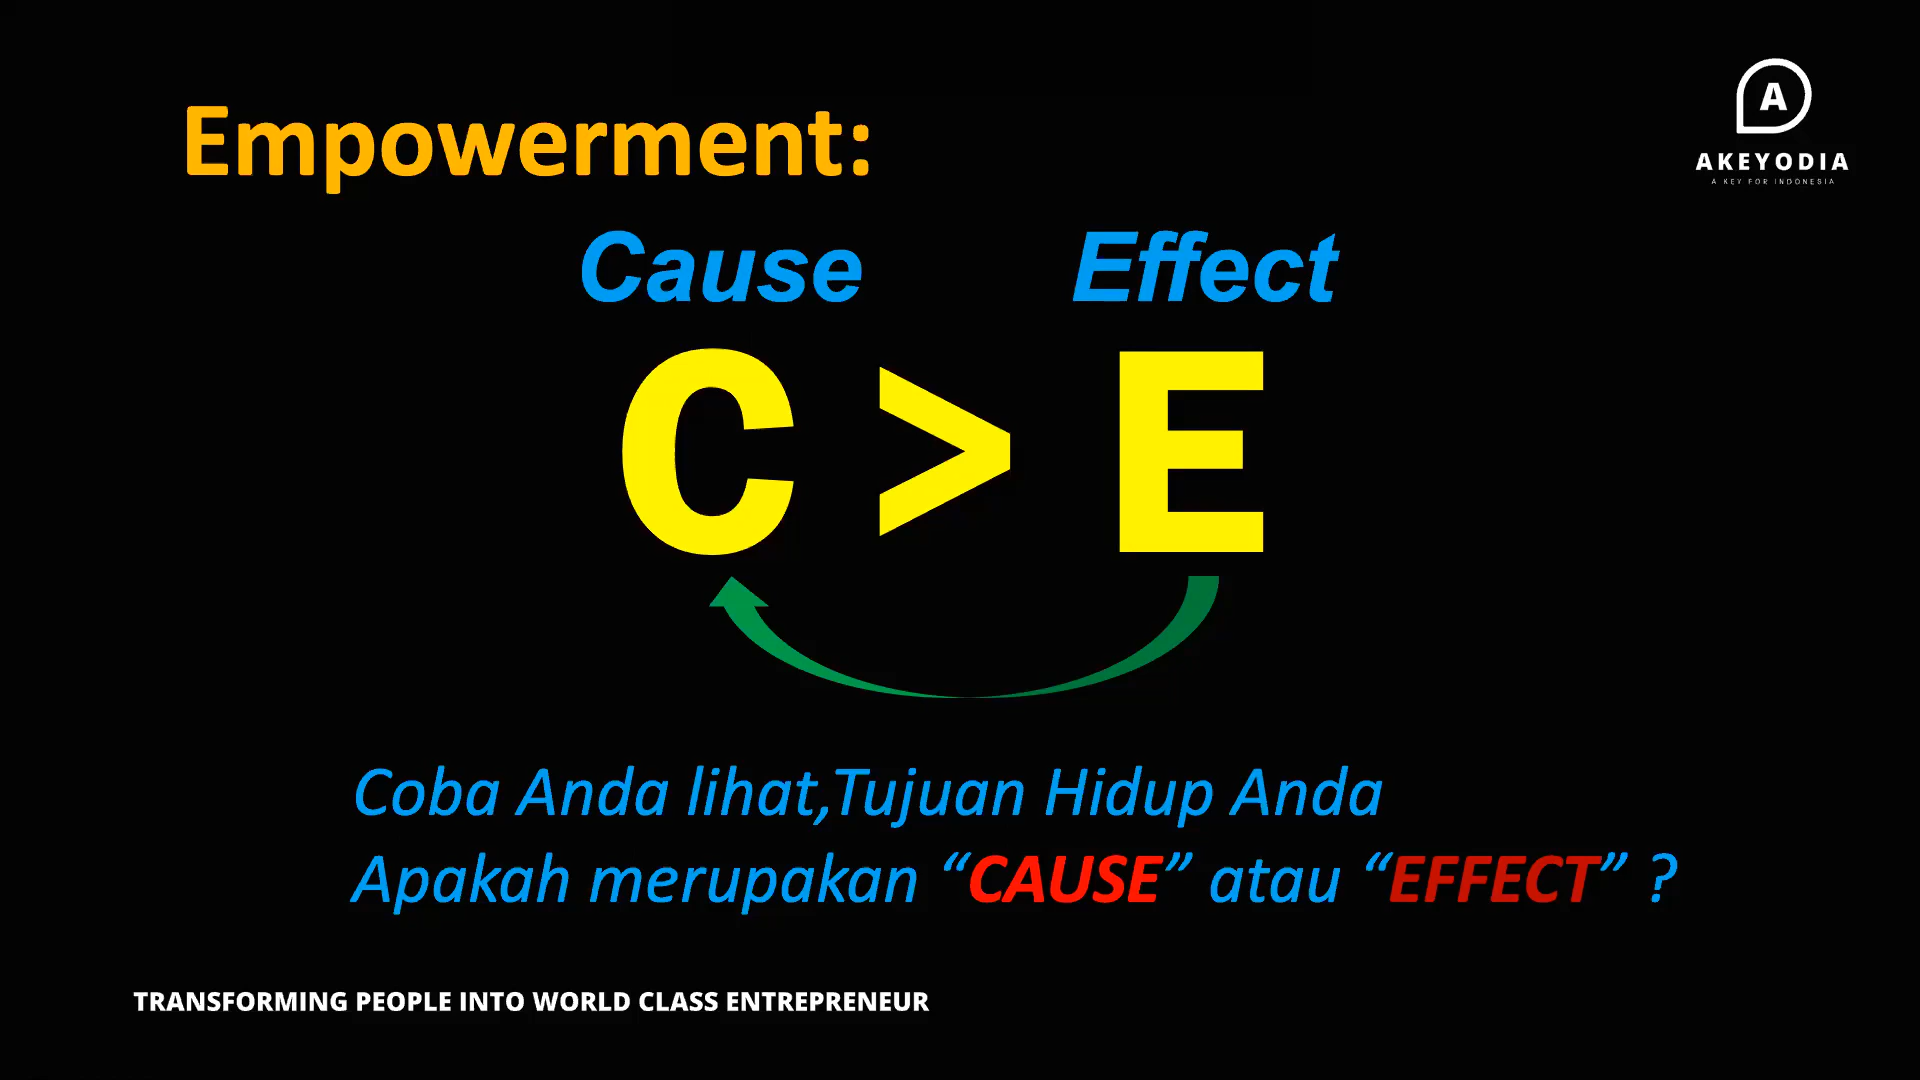 A
AKEYODIA
A KEY FOR INDONESIA
Empowerment:
Cause Effect
C > E
Coba Anda lihat,Tujuan Hidup Anda
Apakah merupakan “CAUSE” atau “EFFECT” ?
TRANSFORMING PEOPLE INTO WORLD CLASS ENTREPRENEUR